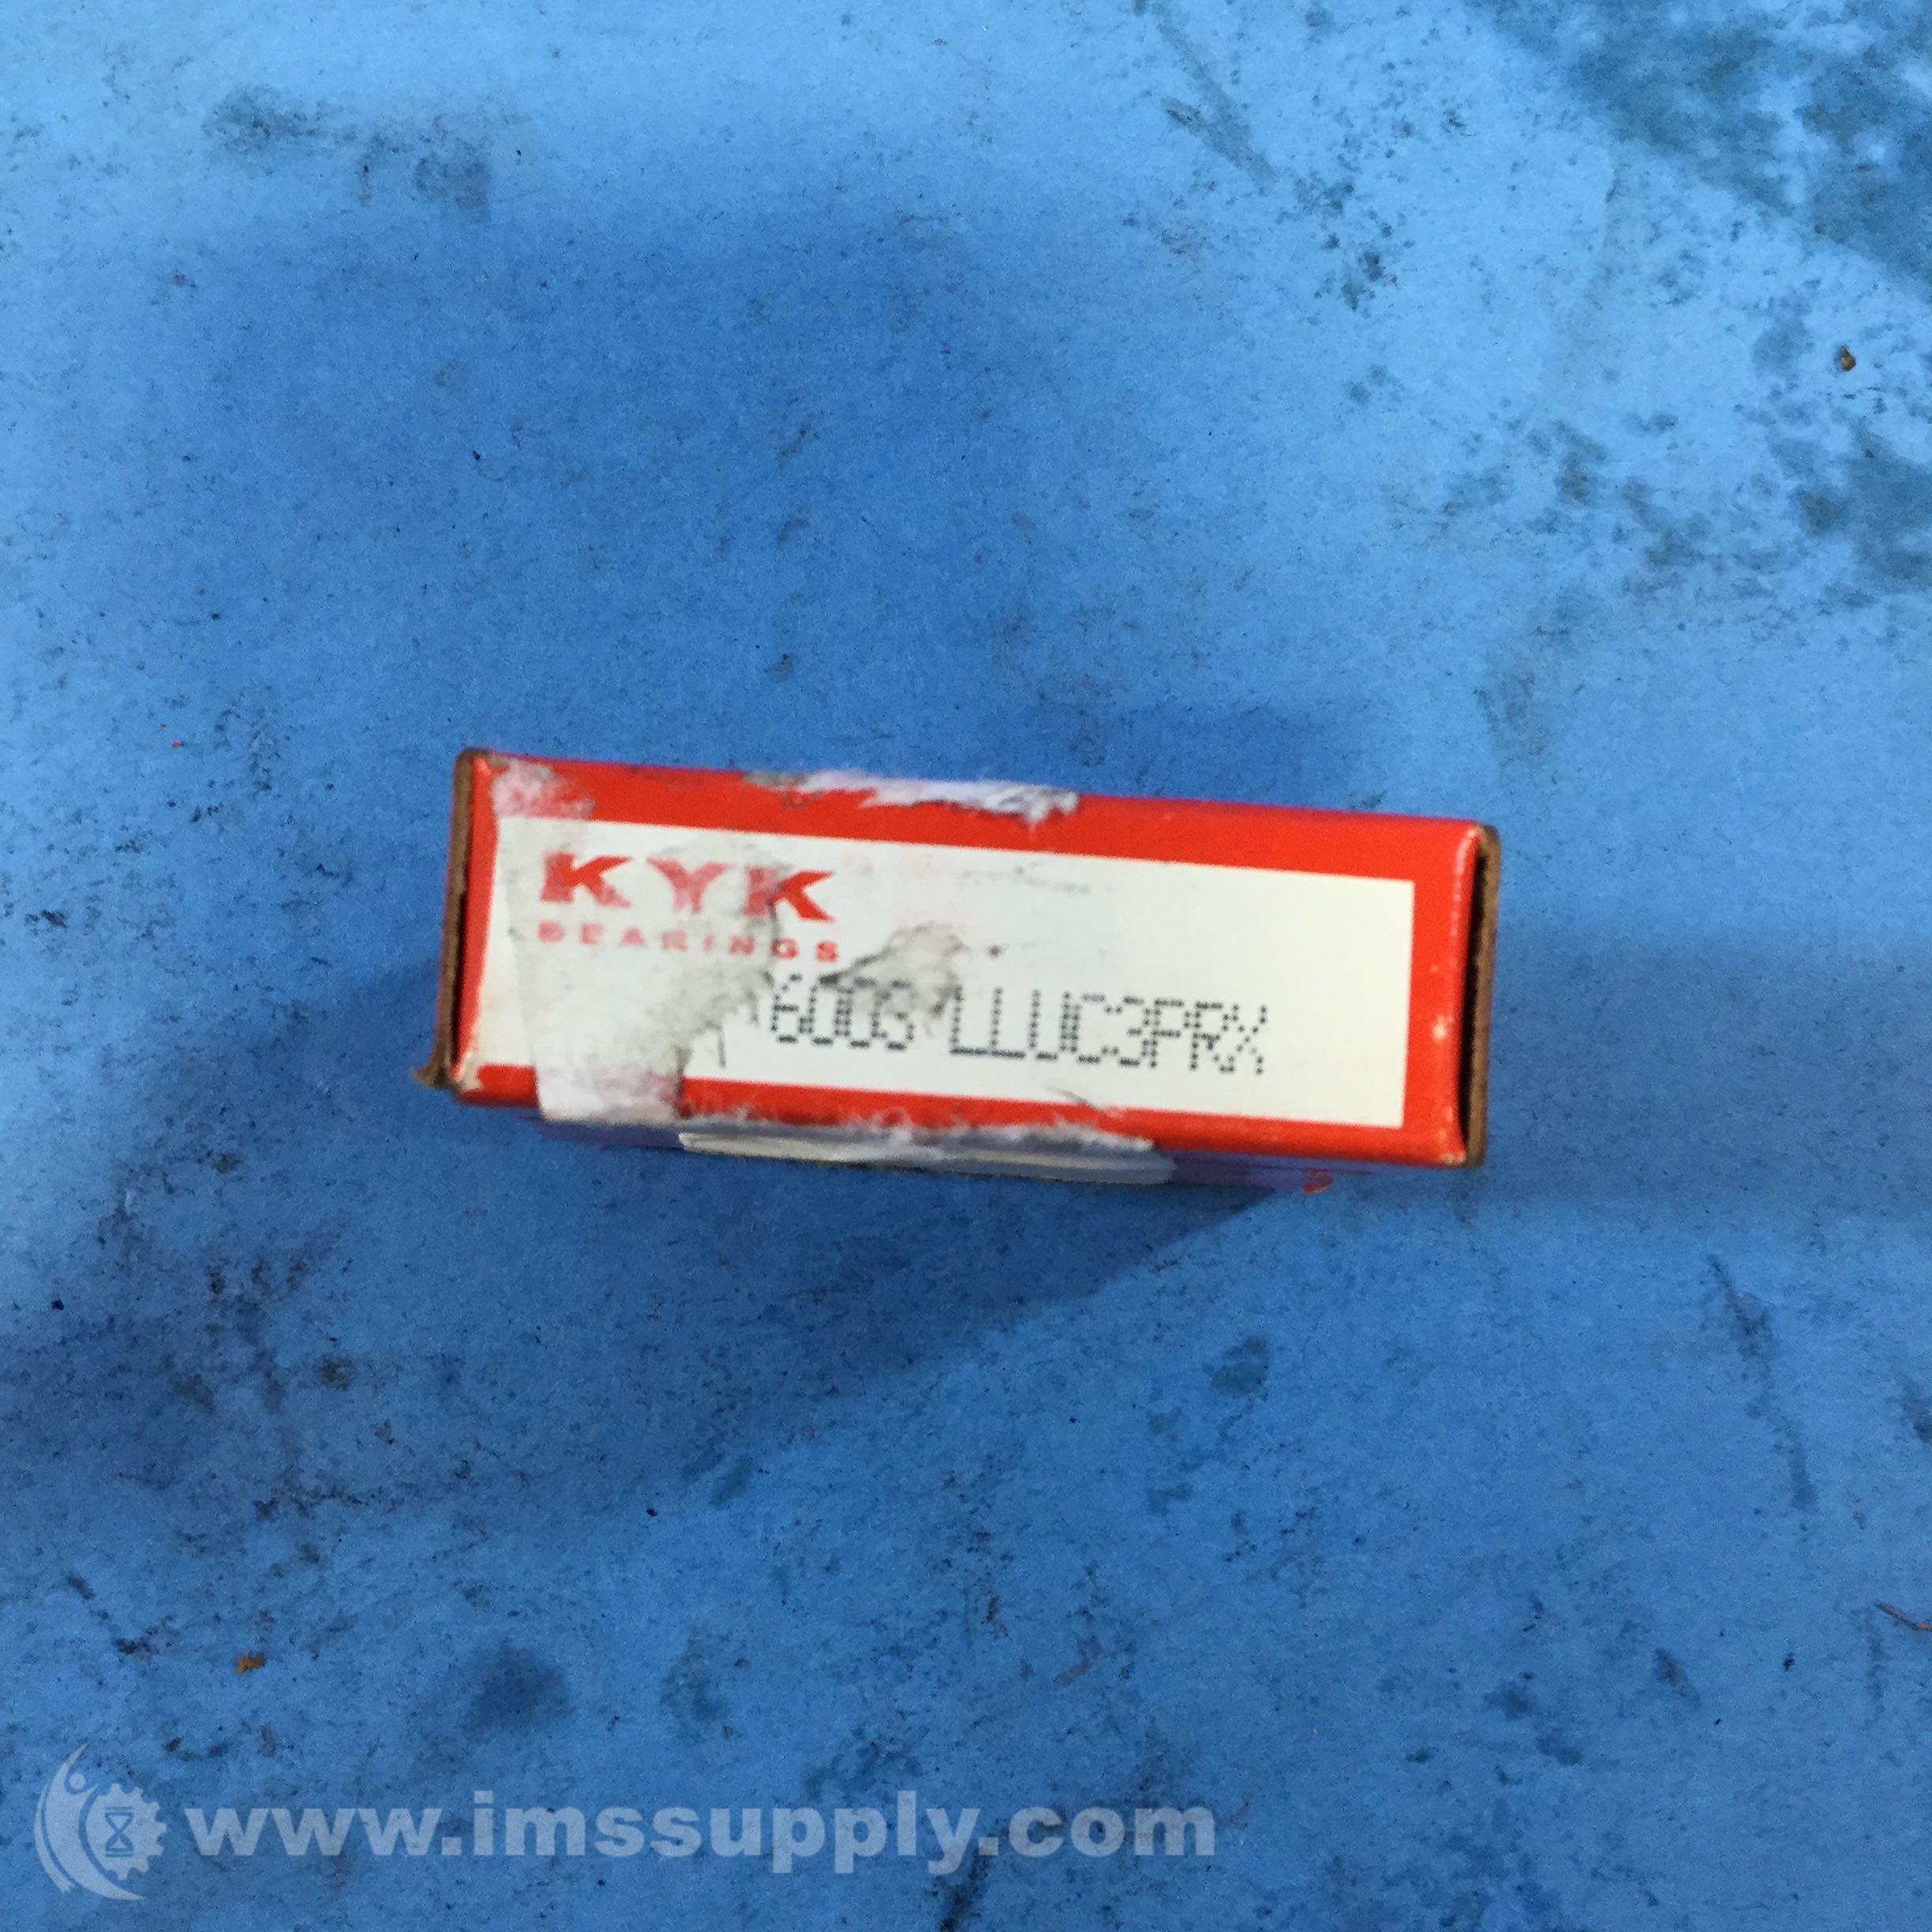 KYK
BEARINGS
6003 LLUC3PRX
www.imssupply.com